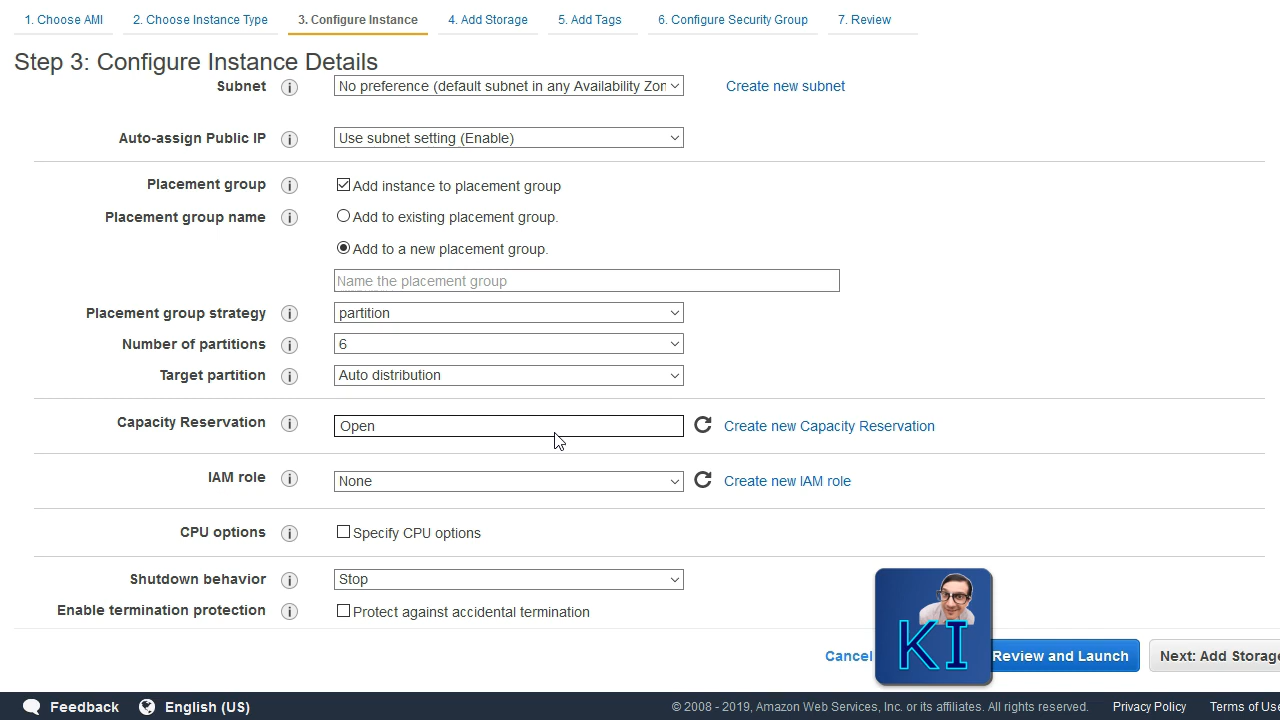 1. Choose AMI 2. Choose Instance Type 3. Configure Instance 4. Add Storage 5. Add Tags 6. Configure Security Group 7. Review
Step 3: Configure Instance Details
Subnet i No preference (default subnet in any Availability Zor Create new subnet
Auto-assign Public IP i Use subnet setting (Enable)
Placement group i Add instance to placement group
Placement group name i Add to existing placement group.
Add to a new placement group.
Name the placement group
Placement group strategy i partition
Number of partitions i 6
Target partition i Auto distribution
Capacity Reservation i Open Create new Capacity Reservation
IAM role i None Create new IAM role
CPU options i Specify CPU options
Shutdown behavior i Stop
Enable termination protection i Protect against accidental termination
KI
Cancel Review and Launch Next: Add Storage
Feedback English (US) © 2008 - 2019, Amazon Web Services, Inc. or its affiliates. All rights reserved. Privacy Policy Terms of Use